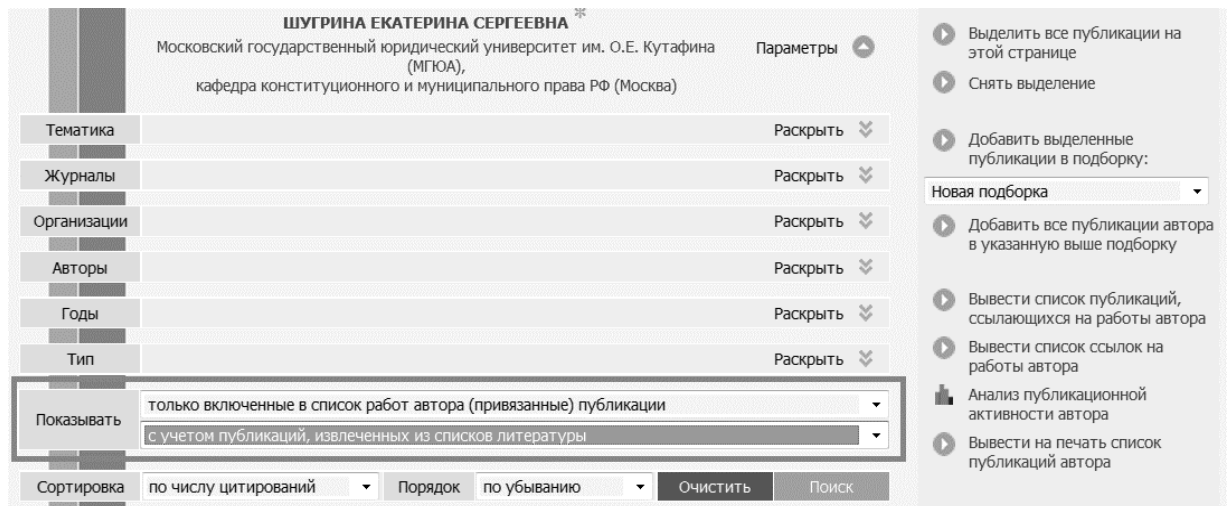 ШУГРИНА ЕКАТЕРИНА СЕРГЕЕВНА *
Московский государственный юридический университет им. О.Е. Кутафина
(МГЮА),
кафедра конституционного и муниципального права РФ (Москва)
Параметры
Тематика Раскрыть
Журналы Раскрыть
Организации Раскрыть
Авторы Раскрыть
Годы Раскрыть
Тип Раскрыть
Показывать
только включенные в список работ автора (привязанные) публикации
с учетом публикаций, извлеченных из списков литературы
Сортировка по числу цитирований Порядок по убыванию Очистить Поиск
Выделить все публикации на
этой странице
Снять выделение
Добавить выделенные
публикации в подборку:
Новая подборка
Добавить все публикации автора
в указанную выше подборку
Вывести список публикаций,
ссылающихся на работы автора
Вывести список ссылок на
работы автора
Анализ публикационной
активности автора
Вывести на печать список
публикаций автора